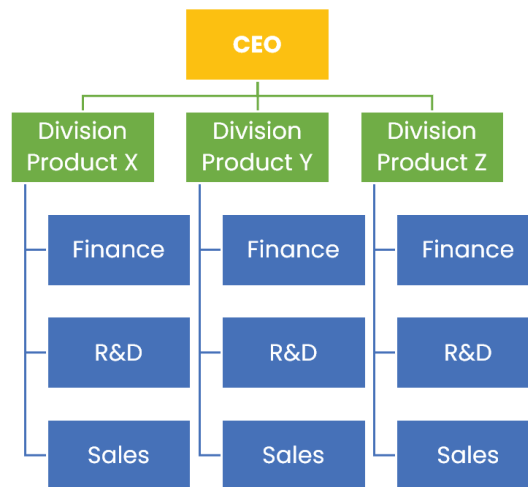 CEO
Division
Product X
Division
Product Y
Division
Product Z
Finance
Finance
Finance
R&D
R&D
R&D
Sales
Sales
Sales